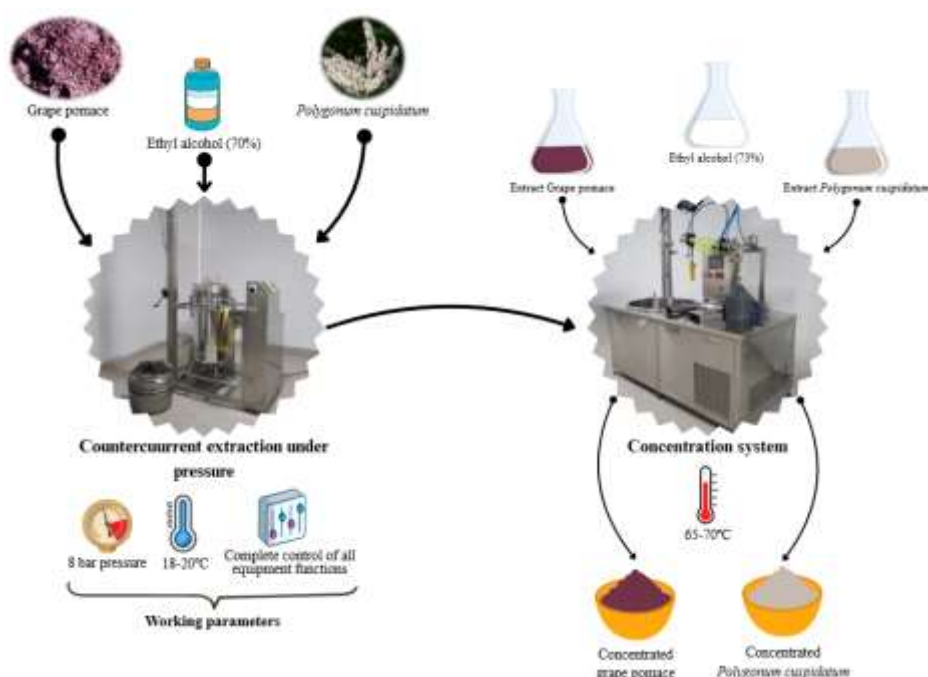 Grape pomace
Ethyl alcohol (70%)
Polygonum cuspidatum
Extract Grape pomace
Ethyl alcohol (73%)
Extract Polygonum cuspidatum
Countercuurrent extraction under
pressure
8 bar pressure
18-20ºC
Complete control of all
equipment functions
Working parameters
Concentration system
65-70ºC
Concentrated
grape pomace
Concentrated
Polygonum cuspidatum